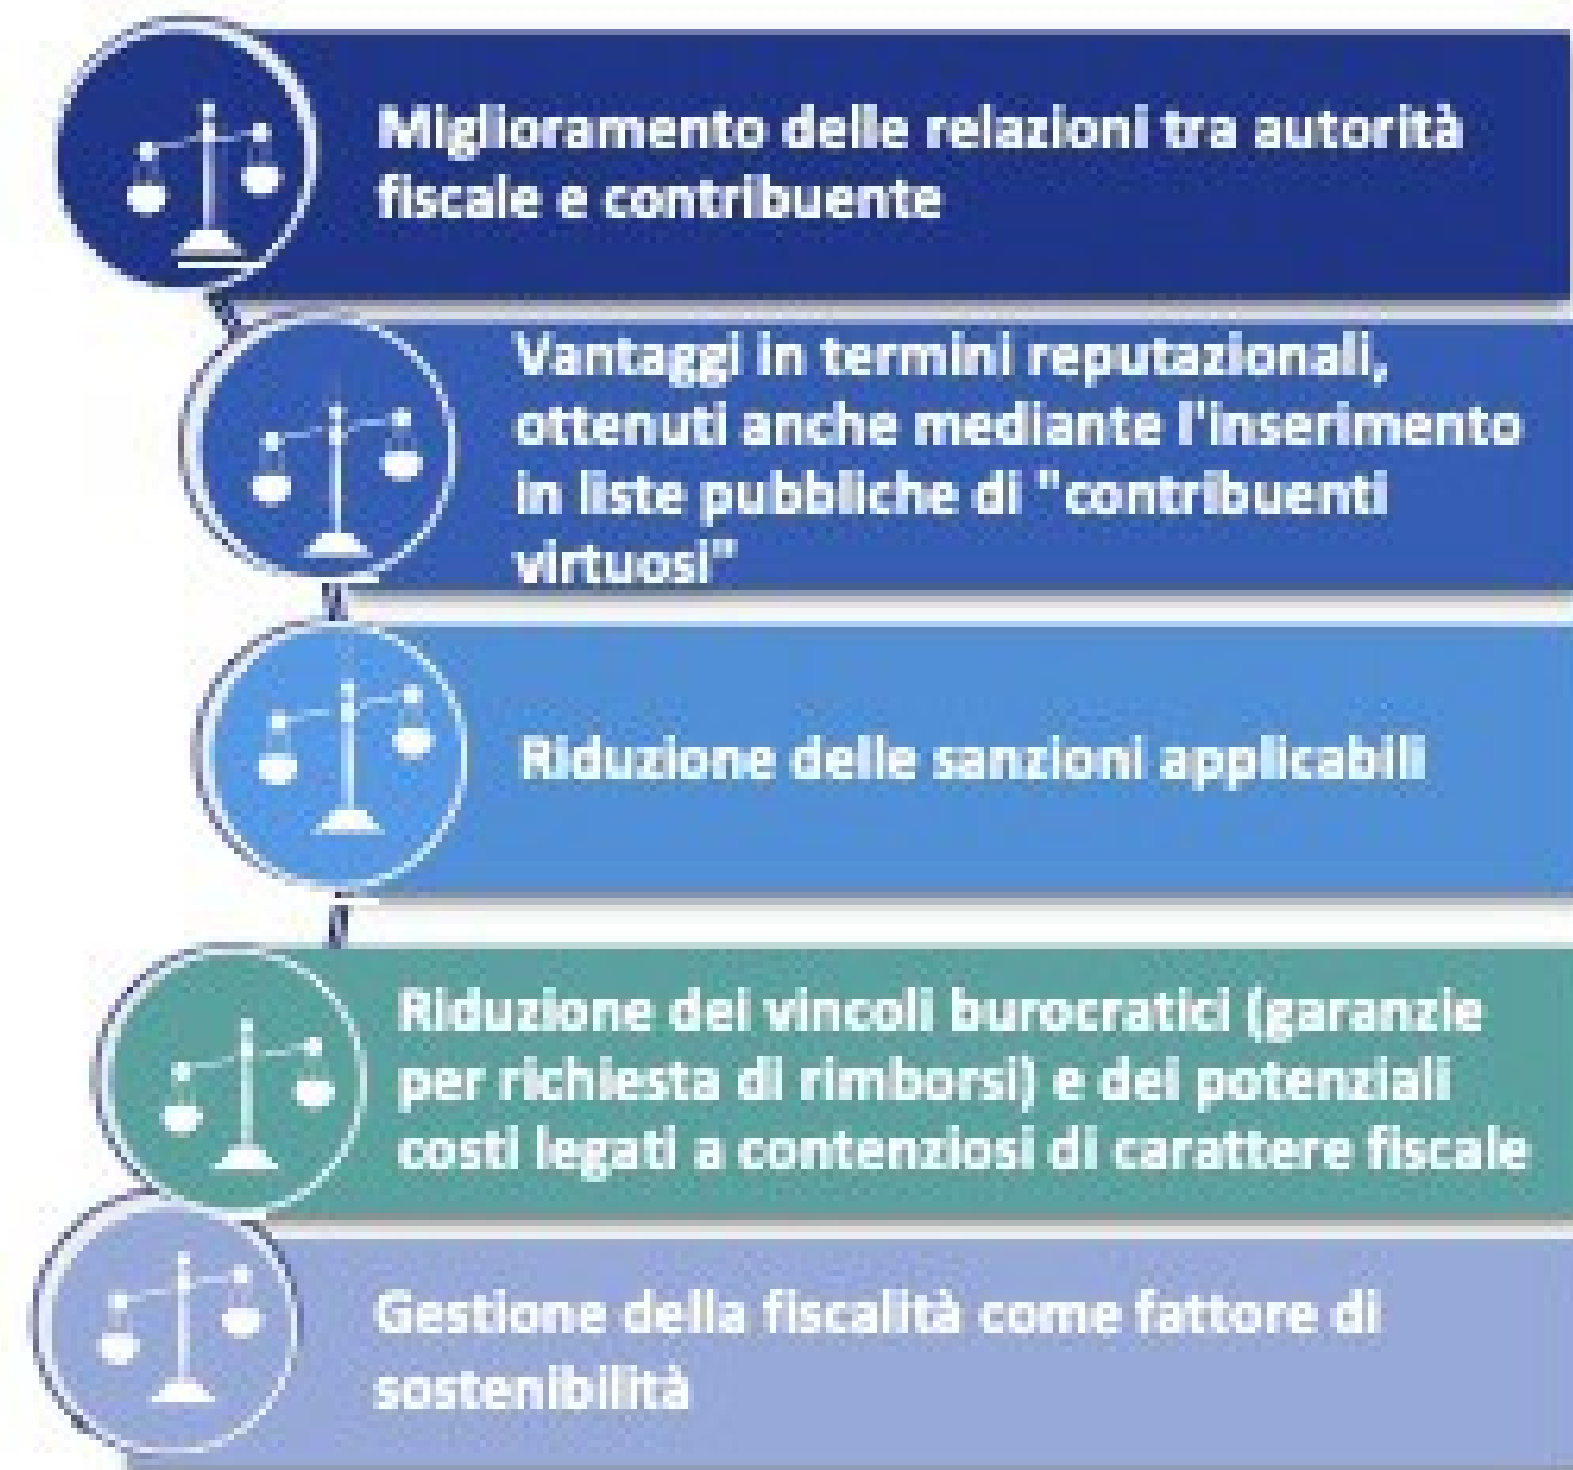 Miglioramento delle relazioni tra autorità
fiscale e contribuente
Vantaggi in termini reputazionali,
ottenuti anche mediante l'inserimento
in liste pubbliche di "contribuenti
virtuosi"
Riduzione delle sanzioni applicabili
Riduzione dei vincoli burocratici (garanzie
per richiesta di rimborsi) e dei potenziali
costi legati a contenziosi di carattere fiscale
Gestione della fiscalità come fattore di
sostenibilità